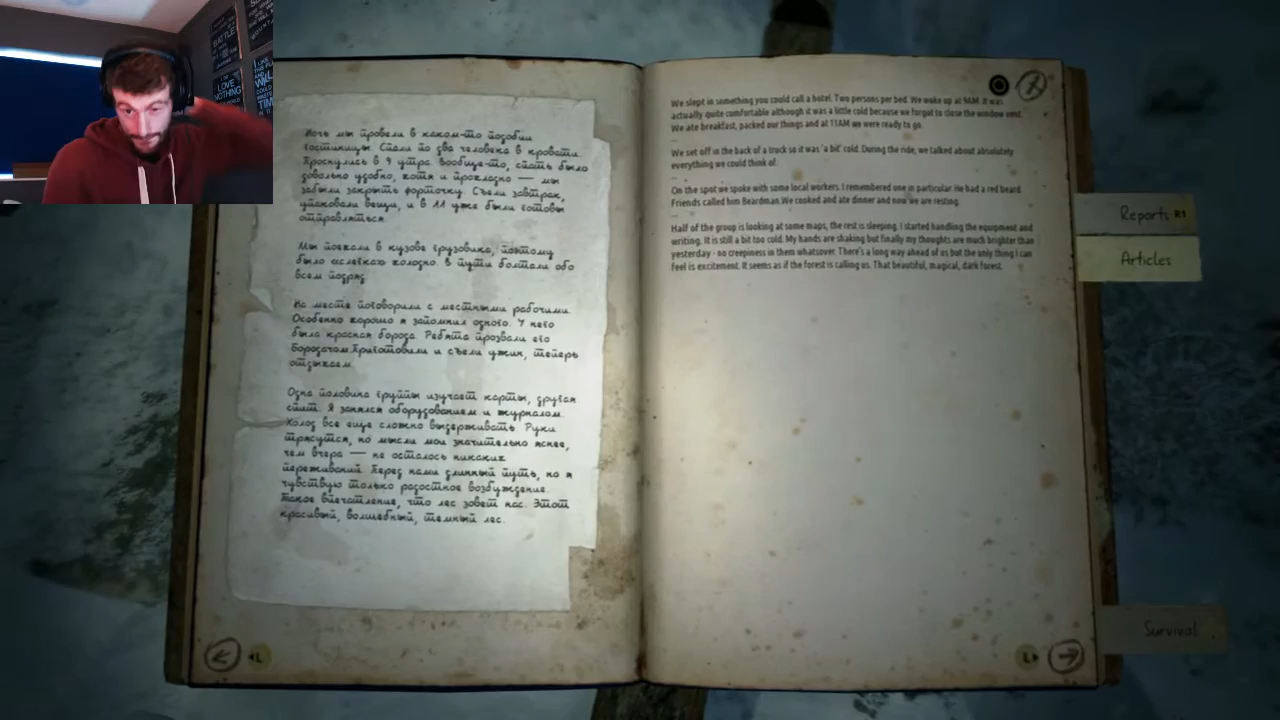 BATTLE
LOVE
NOTHING
WAL
TIME
Ночь мы провели в каком-то подобии
гостиницы. Спали по два человека в кровати.
Проснулись в 9 утра. Вообще-то, спать было
довольно удобно, хотя и прохладно — мы
забыли закрыть форточку. Съели завтрак,
упаковали вещи, и в 11 уже были готовы
отправляться.
Мы поехали в кузове грузовика, поэтому
было слегкаю холодно в пути болтали обо
всем подряд.
На месте поговорили с местными рабочими.
Особенно хорошо я запомнил одного. У него
была красная борода. Ребята прозвали его
бородачом.Приготовили и съели ужин, теперь
отдыхаем.
Одна половина группы изучает карты, другая
спит. Я занялся оборудованием и журналом.
Холод все еще сложно выдерживать. Руки
трясутся, но мысли мои значительно яснее,
чем вчера — не осталось никаких
переживаний. Перед нами длинный путь, но я
чувствую только радостное возбуждение.
Такое впечатление, что лес зовет нас. Этот
красивый, волшебный, темный лес.
We slept in something you could call a hotel. Two persons per bed. We woke up at 9AM. It was
actually quite comfortable although it was a little cold because we forgot to close the window vent.
We ate breakfast, packed our things and at 11AM we were ready to go.
We set off in the back of a truck so it was 'a bit' cold. During the ride, we talked about absolutely
everything we could think of.
On the spot we spoke with some local workers. I remembered one in particular. He had a red beard.
Friends called him Beardman.We cooked and ate dinner and now we are resting.
Half of the group is looking at some maps, the rest is sleeping. I started handling the equipment and
writing. It is still a bit too cold. My hands are shaking but finally my thoughts are much brighter than
yesterday - no creepiness in them whatsover. There's a long way ahead of us but the only thing I can
feel is excitement. It seems as if the forest is calling us. That beautiful, magical, dark forest.
Reports R1
Articles
Survival
L
L